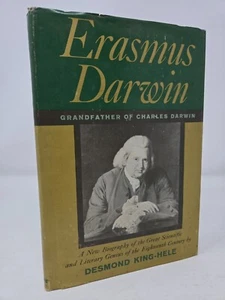 Erasmus
Darwin
GRANDFATHER OF CHARLES DARWIN
A New Biography of the Great Scientific
and Literary Genius of the Eighteenth Century by
DESMOND KING-HELE